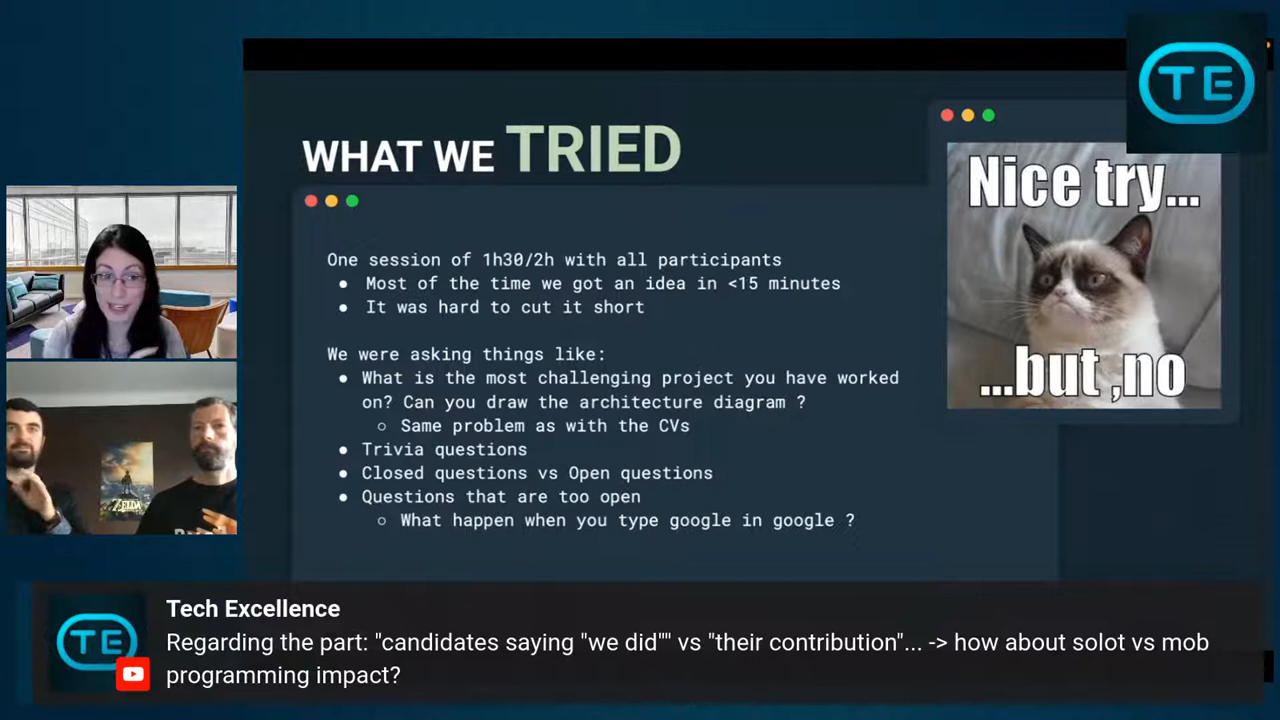 TE
WHAT WE TRIED
Nice try...
...but ,no
One session of 1h30/2h with all participants
● Most of the time we got an idea in <15 minutes
● It was hard to cut it short
We were asking things like:
● What is the most challenging project you have worked
on? Can you draw the architecture diagram ?
○ Same problem as with the CVs
● Trivia questions
● Closed questions vs Open questions
● Questions that are too open
○ What happen when you type google in google ?
ZELDA
TE
Tech Excellence
Regarding the part: "candidates saying "we did"" vs "their contribution"... -> how about solot vs mob
programming impact?